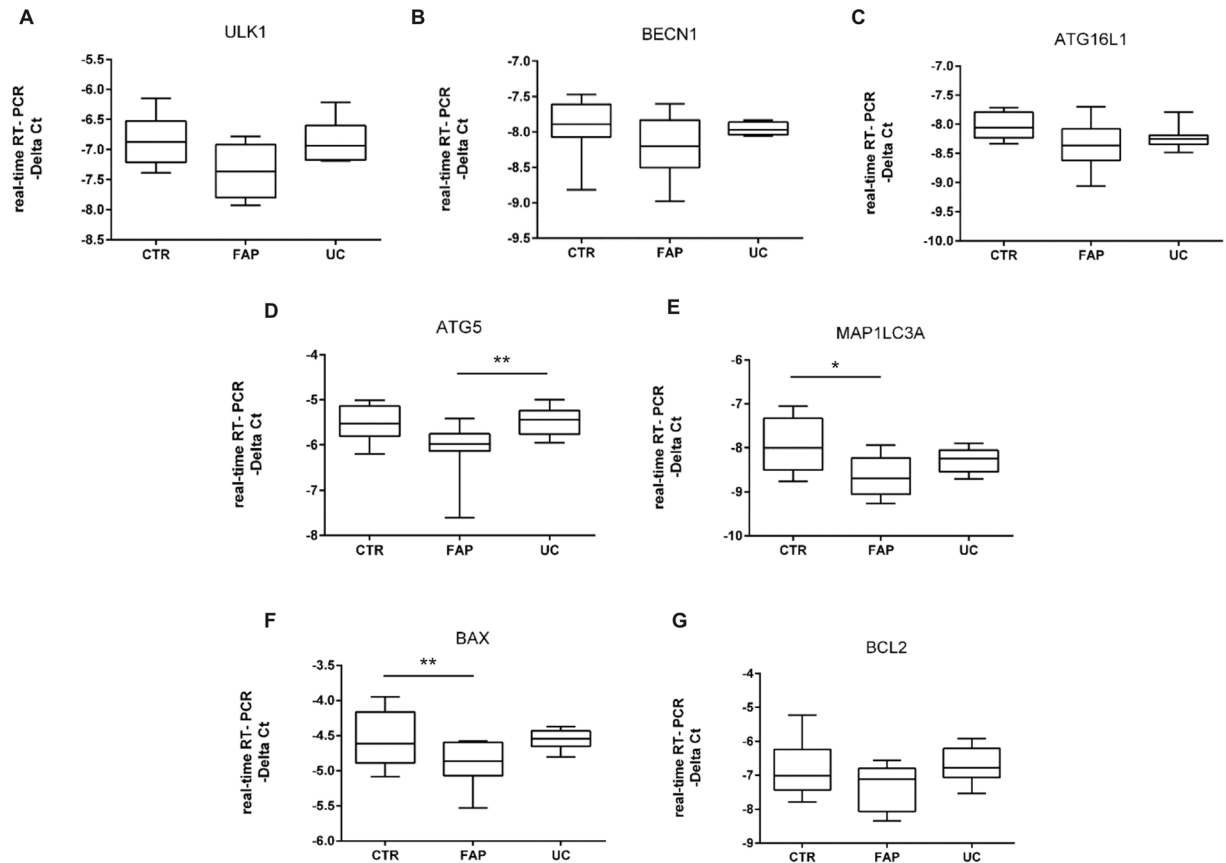 A
ULK1
real-time RT- PCR
-Delta Ct
-5.5
-6.0
-6.5
-7.0
-7.5
-8.0
-8.5
CTR FAP UC
B
BECN1
real-time RT- PCR
-Delta Ct
-7.0
-7.5
-8.0
-8.5
-9.0
-9.5
CTR FAP UC
C
ATG16L1
real-time RT- PCR
-Delta Ct
-7.0
-7.5
-8.0
-8.5
-9.0
-9.5
-10.0
CTR FAP UC
D
ATG5
real-time RT- PCR
-Delta Ct
-4
-5
-6
-7
-8
**
CTR FAP UC
E
MAP1LC3A
real-time RT- PCR
-Delta Ct
-6
-7
-8
-9
-10
*
CTR FAP UC
F
BAX
real-time RT- PCR
-Delta Ct
-3.5
-4.0
-4.5
-5.0
-5.5
-6.0
**
CTR FAP UC
G
BCL2
real-time RT- PCR
-Delta Ct
-4
-5
-6
-7
-8
-9
CTR FAP UC